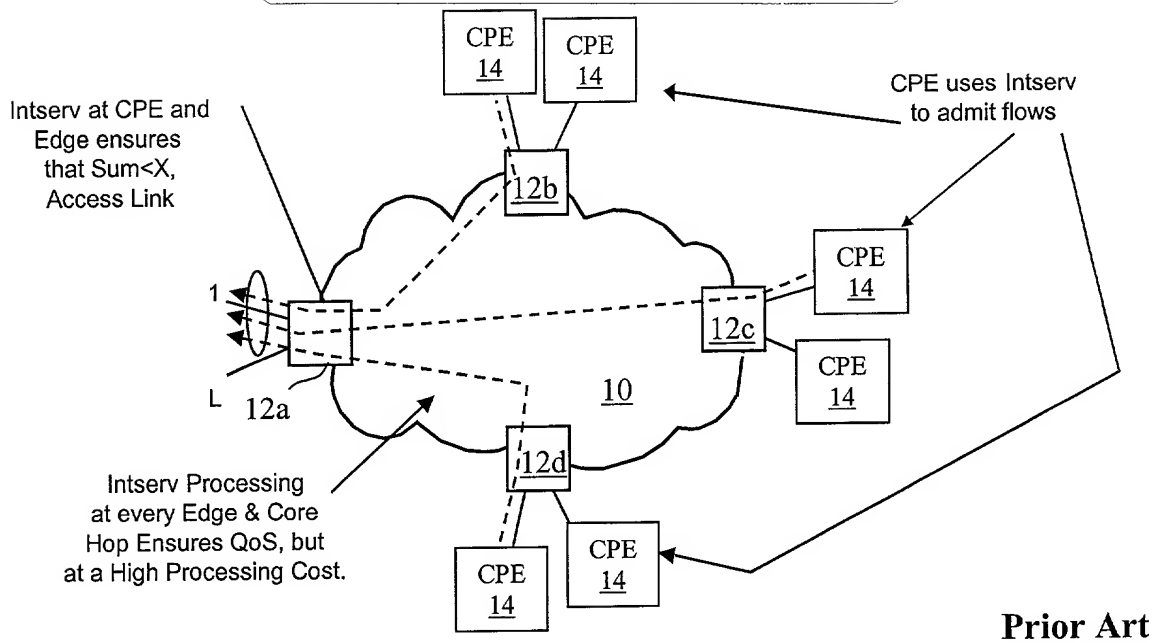 CPE
14
CPE
14
Intserv at CPE and
Edge ensures
that Sum<X,
Access Link
CPE uses Intserv
to admit flows
12b
CPE
14
1
12c
L
12a
10
CPE
14
12d
Intserv Processing
at every Edge & Core
Hop Ensures QoS, but
at a High Processing Cost.
CPE
14
CPE
14
Prior Art